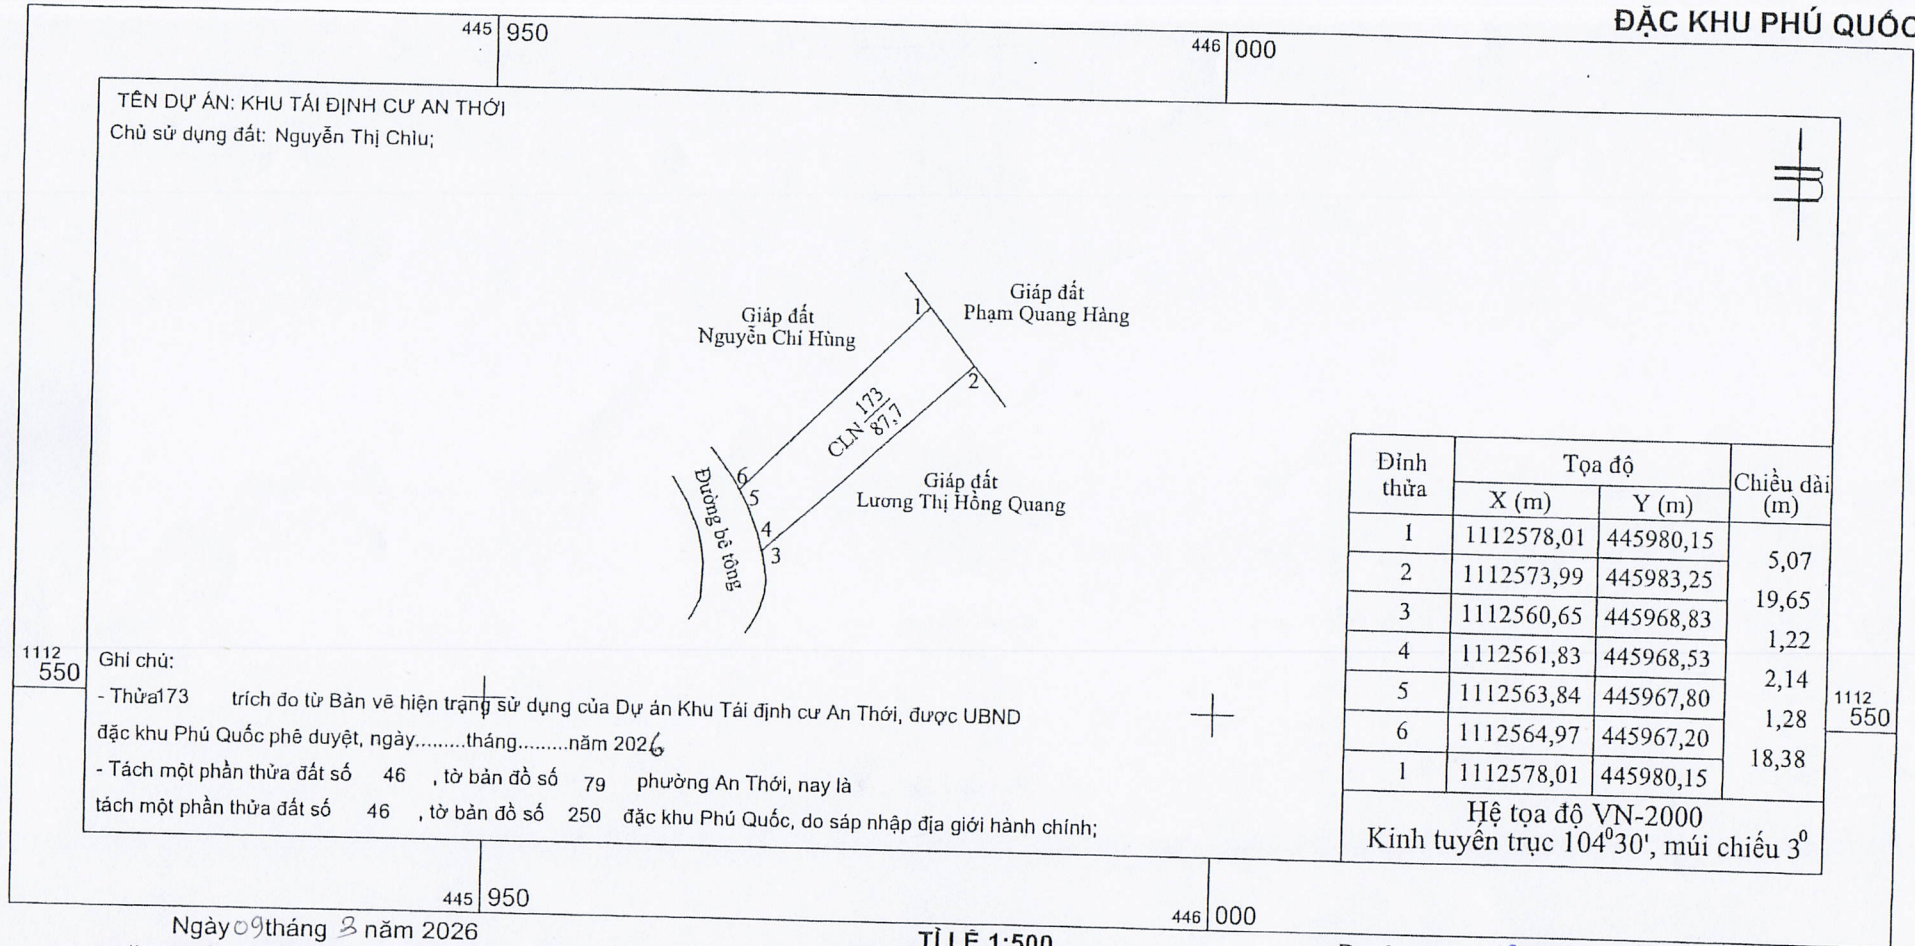 ĐẶC KHU PHÚ QUỐC
445 950
446 000
TÊN DỰ ÁN: KHU TÁI ĐỊNH CƯ AN THỚI
Chủ sử dụng đất: Nguyễn Thị Chìu;
Giáp đất
Nguyễn Chí Hùng
Giáp đất
Phạm Quang Hàng
1
2
CLN 173
87,7
6
5
4
3
Đường bê tông
Giáp đất
Lương Thị Hồng Quang
Đỉnh thửa Tọa độ Chiều dài (m)
X (m) Y (m)
1 1112578,01 445980,15
5,07
2 1112573,99 445983,25
19,65
3 1112560,65 445968,83
1,22
4 1112561,83 445968,53
2,14
5 1112563,84 445967,80
1,28
6 1112564,97 445967,20
18,38
1 1112578,01 445980,15
Hệ tọa độ VN-2000
Kinh tuyến trục 104⁰30', múi chiếu 3⁰
1112 550
1112 550
Ghi chú:
- Thửa173 trích đo từ Bản vẽ hiện trạng sử dụng của Dự án Khu Tái định cư An Thới, được UBND
đặc khu Phú Quốc phê duyệt, ngày.........tháng.........năm 2026
- Tách một phần thửa đất số 46 , tờ bản đồ số 79 phường An Thới, nay là
tách một phần thửa đất số 46 , tờ bản đồ số 250 đặc khu Phú Quốc, do sáp nhập địa giới hành chính;
445 950
446 000
Ngày 09 tháng 3 năm 2026
TỈ LỆ 1:500